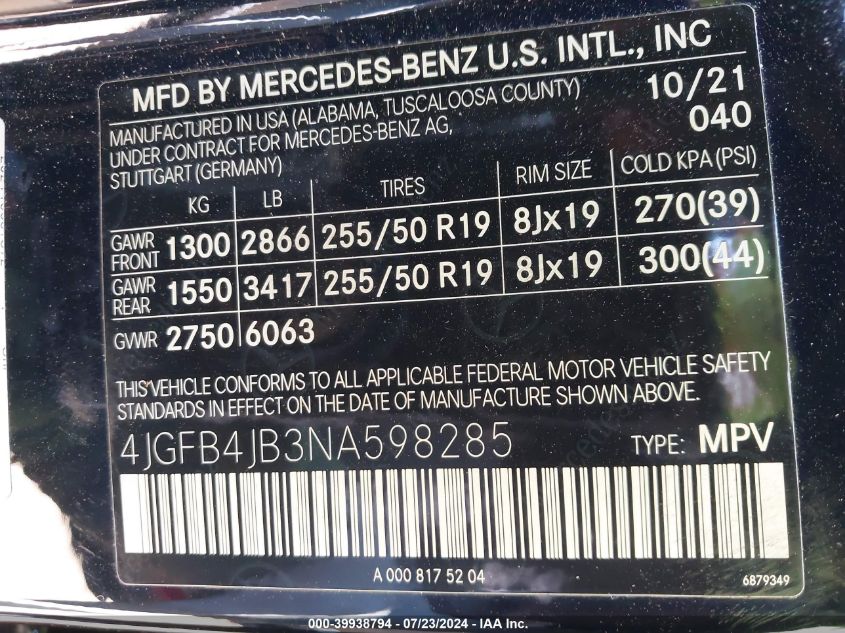 MFD BY MERCEDES-BENZ U.S. INTL., INC
MANUFACTURED IN USA (ALABAMA, TUSCALOOSA COUNTY) 10/21
UNDER CONTRACT FOR MERCEDES-BENZ AG, 040
STUTTGART (GERMANY)
KG LB TIRES RIM SIZE COLD KPA (PSI)
GAWR FRONT 1300 2866 255/50 R19 8Jx19 270(39)
GAWR REAR 1550 3417 255/50 R19 8Jx19 300(44)
GVWR 2750 6063
THIS VEHICLE CONFORMS TO ALL APPLICABLE FEDERAL MOTOR VEHICLE SAFETY
STANDARDS IN EFFECT ON THE DATE OF MANUFACTURE SHOWN ABOVE.
4JGFB4JB3NA598285 TYPE: MPV
A 000 817 52 04 6879349
000-39938794 - 07/23/2024 - IAA Inc.